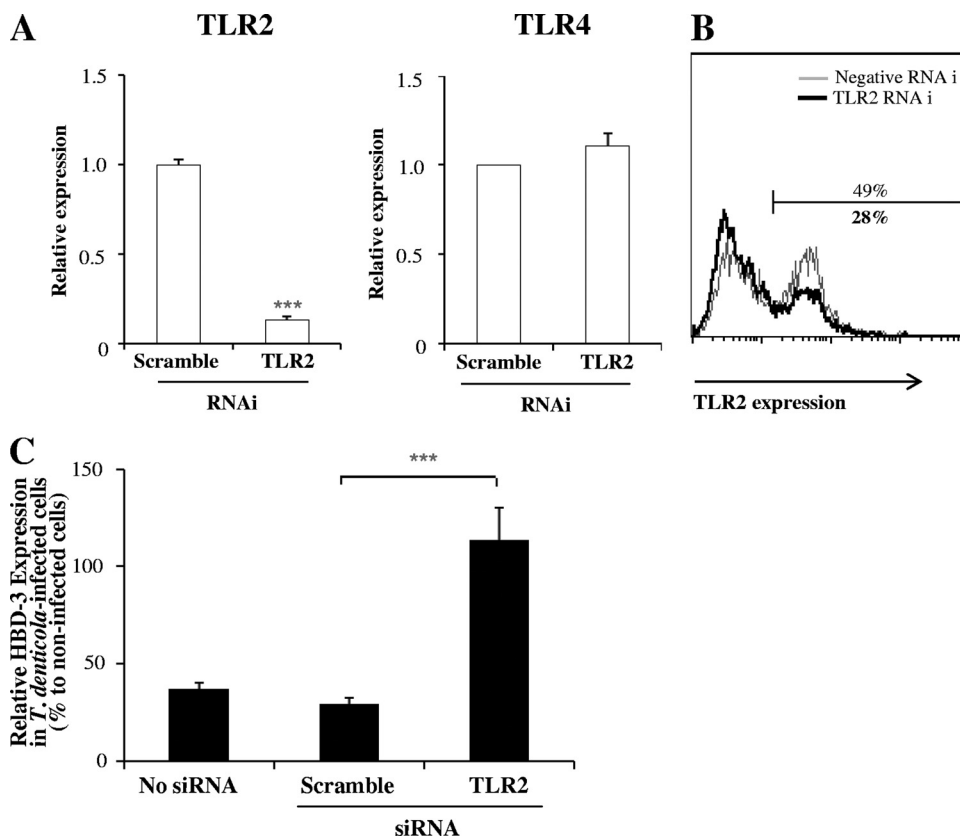 A
TLR2
Relative expression
1.5
1.0
0.5
0
***
Scramble
TLR2
RNAi
TLR4
Relative expression
1.5
1.0
0.5
0
Scramble
TLR2
RNAi
B
Negative RNA i
TLR2 RNA i
49%
28%
TLR2 expression
C
Relative HBD-3 Expression
in T. denticola-infected cells
(% to non-infected cells)
150
100
50
0
***
No siRNA
Scramble
TLR2
siRNA